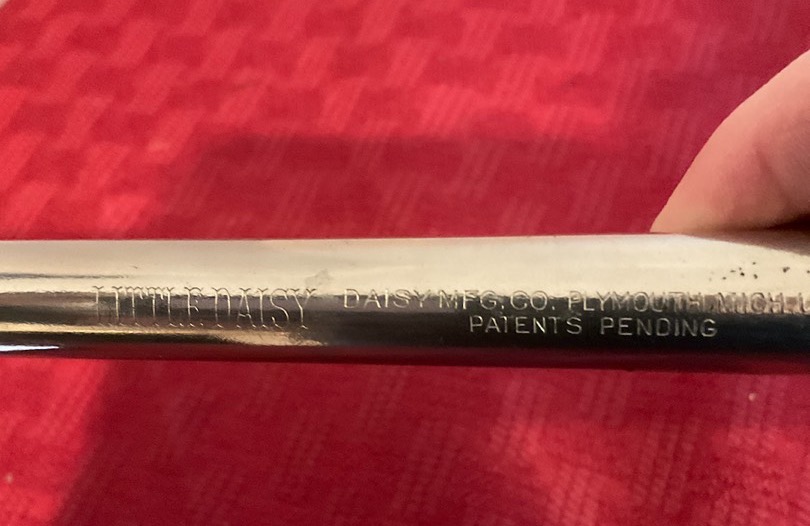 LITTLE DAISY DAISY MFG. CO. PLYMOUTH, MICH.
PATENTS PENDING